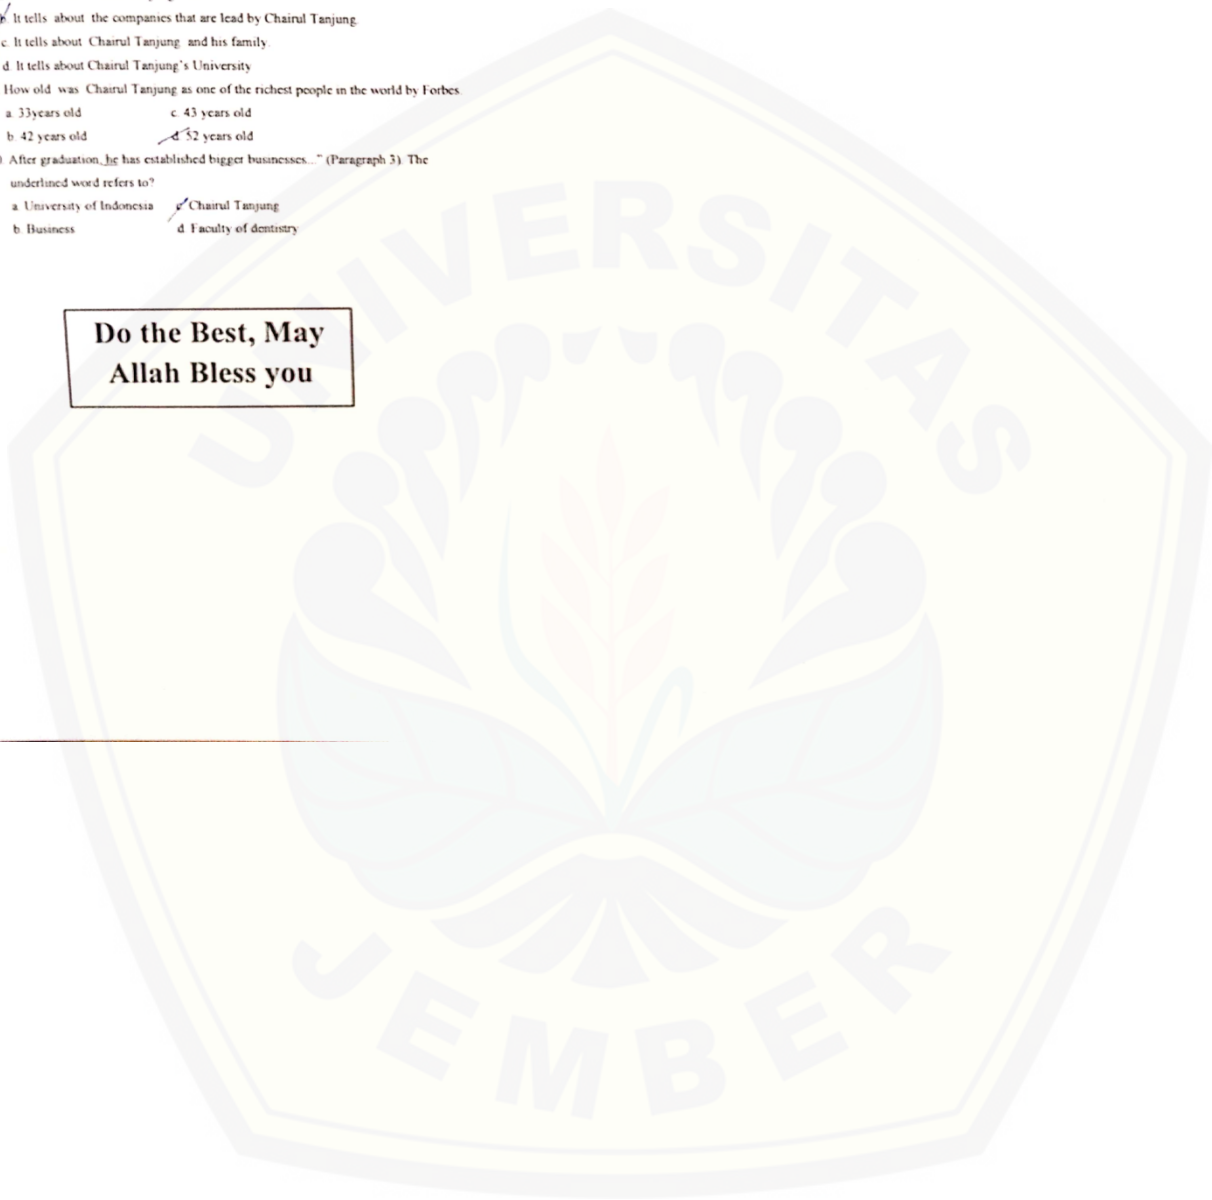 b. It tells about the companies that are lead by Chairul Tanjung.
c. It tells about Chairul Tanjung and his family.
d. It tells about Chairul Tanjung's University
How old was Chairul Tanjung as one of the richest people in the world by Forbes.
a. 33years old c. 43 years old
b. 42 years old d. 52 years old
After graduation, he has established bigger businesses..." (Paragraph 3). The
underlined word refers to?
a. University of Indonesia c. Chairul Tanjung
b. Business d. Faculty of dentistry
Do the Best, May
Allah Bless you
UNIVERSITAS
JEMBER